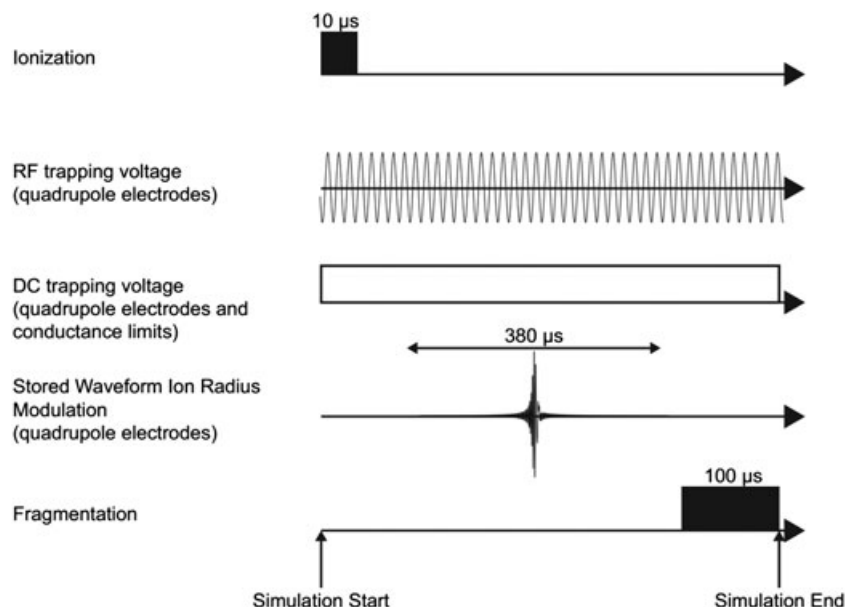 10 µs
Ionization
RF trapping voltage
(quadrupole electrodes)
DC trapping voltage
(quadrupole electrodes and
conductance limits)
380 µs
Stored Waveform Ion Radius
Modulation
(quadrupole electrodes)
100 µs
Fragmentation
Simulation Start
Simulation End